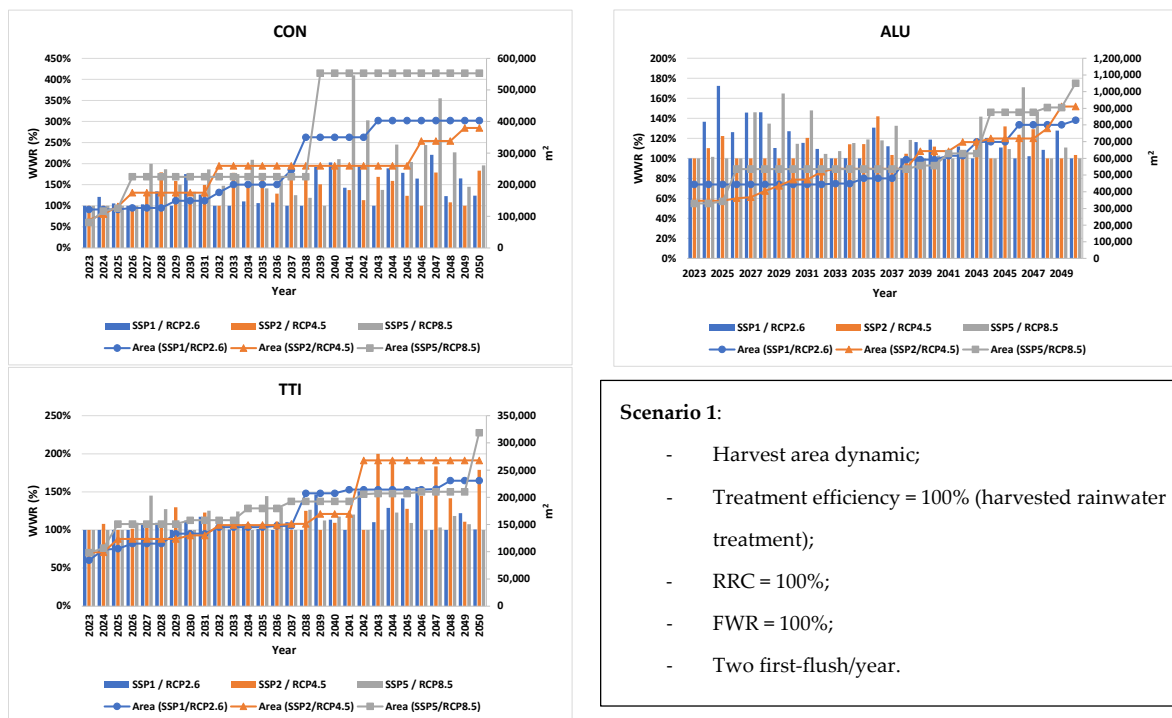 CON
450%
400%
350%
300%
250%
200%
150%
100%
50%
0%
WWR (%)
600,000
500,000
400,000
300,000
200,000
100,000
0
m²
2023 2024 2025 2026 2027 2028 2029 2030 2031 2032 2033 2034 2035 2036 2037 2038 2039 2040 2041 2042 2043 2044 2045 2046 2047 2048 2049 2050
Year
SSP1 / RCP2.6 SSP2 / RCP4.5 SSP5 / RCP8.5
Area (SSP1/RCP2.6) Area (SSP2/RCP4.5) Area (SSP5/RCP8.5)
ALU
200%
180%
160%
140%
120%
100%
80%
60%
40%
20%
0%
WWR (%)
1,200,000
1,100,000
1,000,000
900,000
800,000
700,000
600,000
500,000
400,000
300,000
200,000
100,000
0
m²
2023 2025 2027 2029 2031 2033 2035 2037 2039 2041 2043 2045 2047 2049
Year
SSP1 / RCP2.6 SSP2 / RCP4.5 SSP5 / RCP8.5
Area (SSP1/RCP2.6) Area (SSP2/RCP4.5) Area (SSP5/RCP8.5)
TTI
250%
200%
150%
100%
50%
0%
WWR (%)
350,000
300,000
250,000
200,000
150,000
100,000
50,000
0
m²
2023 2024 2025 2026 2027 2028 2029 2030 2031 2032 2033 2034 2035 2036 2037 2038 2039 2040 2041 2042 2043 2044 2045 2046 2047 2048 2049 2050
Year
SSP1 / RCP2.6 SSP2 / RCP4.5 SSP5 / RCP8.5
Area (SSP1/RCP2.6) Area (SSP2/RCP4.5) Area (SSP5/RCP8.5)
Scenario 1:
- Harvest area dynamic;
- Treatment efficiency = 100% (harvested rainwater
treatment);
- RRC = 100%;
- FWR = 100%;
- Two first-flush/year.